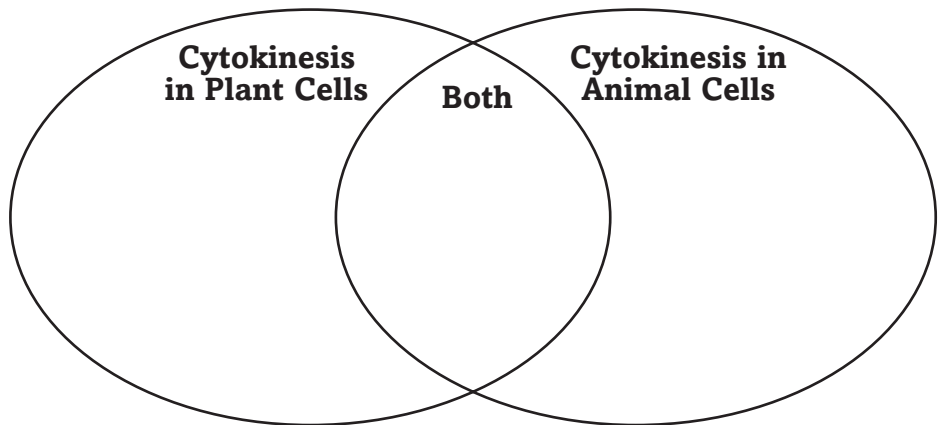 Cytokinesis
in Plant Cells
Both
Cytokinesis in
Animal Cells